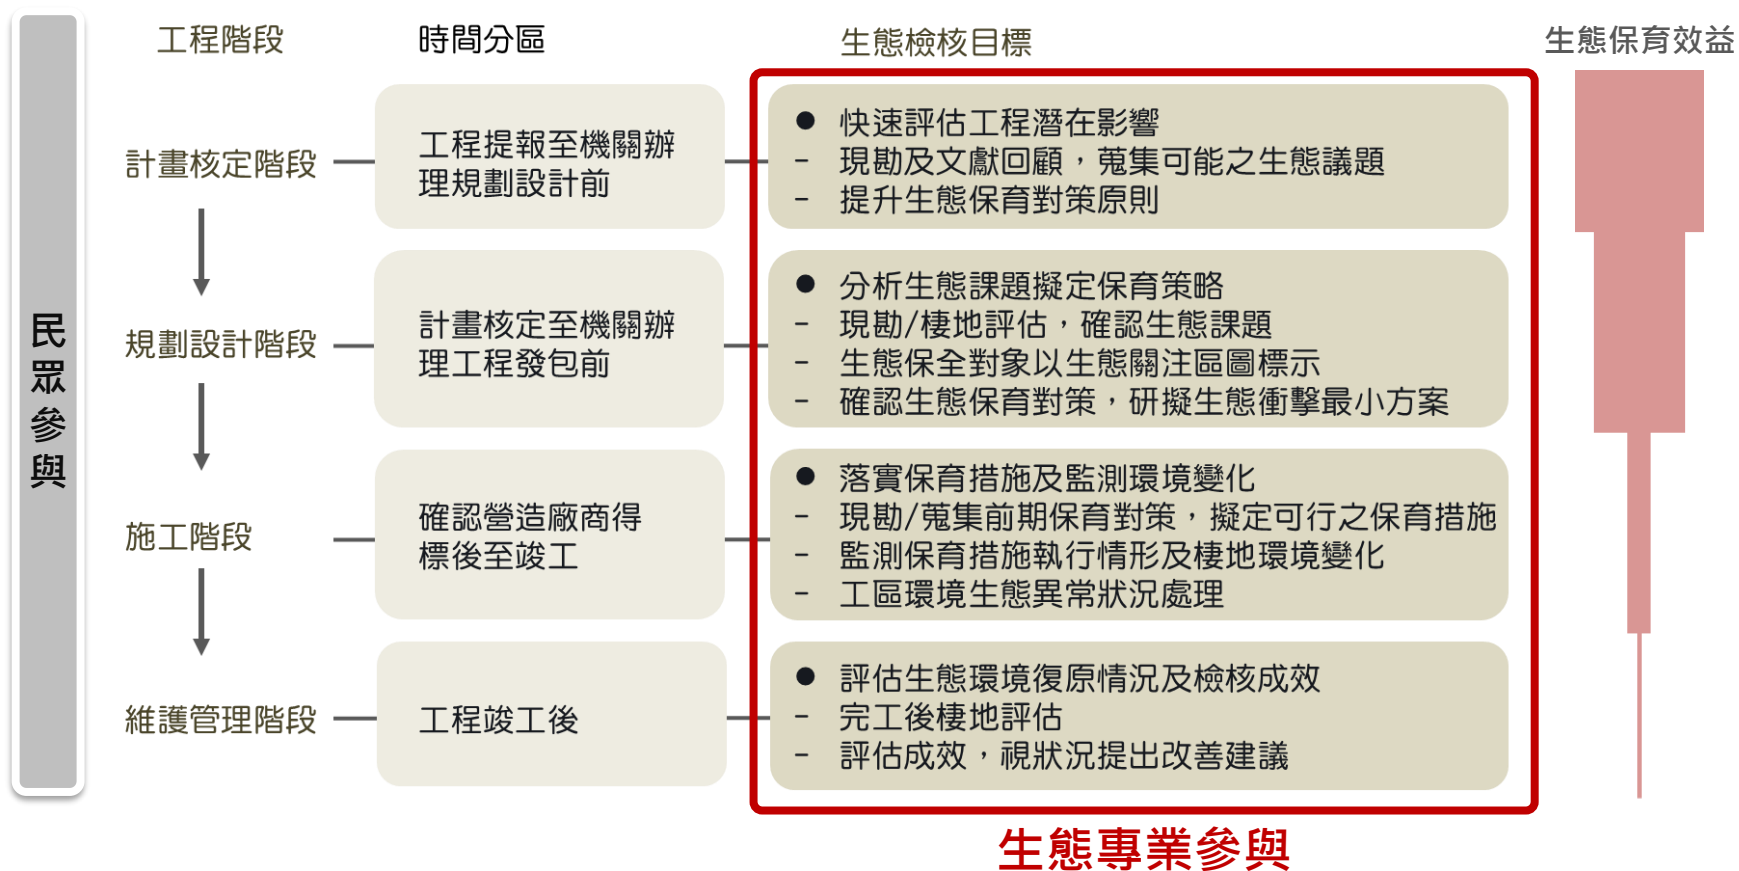 工程階段
時間分區
生態檢核目標
生態保育效益
民眾參與
計畫核定階段
工程提報至機關辦
理規劃設計前
● 快速評估工程潛在影響
- 現勘及文獻回顧，蒐集可能之生態議題
- 提升生態保育對策原則
規劃設計階段
計畫核定至機關辦
理工程發包前
● 分析生態課題擬定保育策略
- 現勘/棲地評估，確認生態課題
- 生態保全對象以生態關注區圖標示
- 確認生態保育對策，研擬生態衝擊最小方案
施工階段
確認營造廠商得
標後至竣工
● 落實保育措施及監測環境變化
- 現勘/蒐集前期保育對策，擬定可行之保育措施
- 監測保育措施執行情形及棲地環境變化
- 工區環境生態異常狀況處理
維護管理階段
工程竣工後
● 評估生態環境復原情況及檢核成效
- 完工後棲地評估
- 評估成效，視狀況提出改善建議
生態專業參與